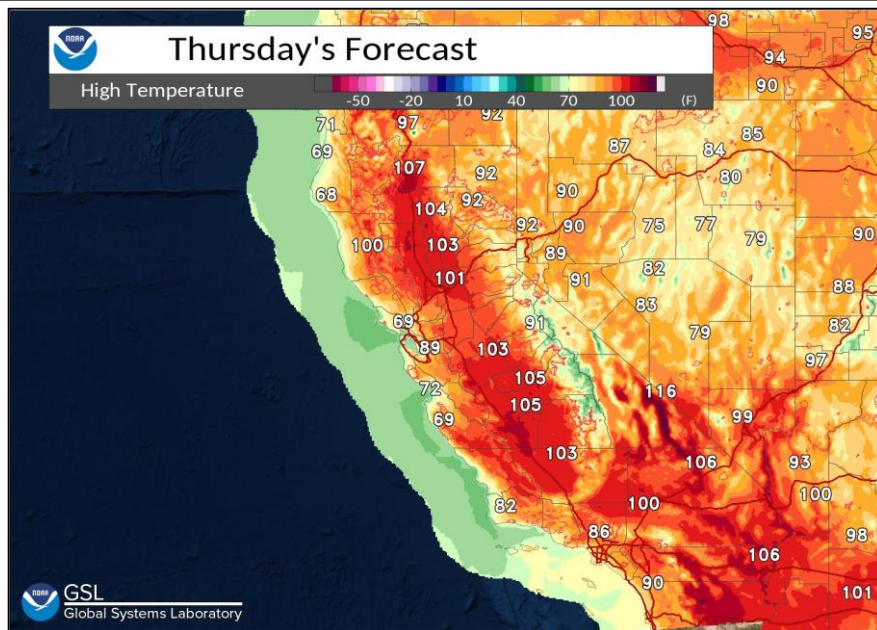 98
95
NOAA
Thursday's Forecast
94
High Temperature
-50 -20 10 40 70 100 (F)
90
71 97 92
69 87 84 85
107 92 80
68 92 90
104 75 77
100 103 92 90 79 90
101 89 82
91 88
83
69 91 79 82
89 103 97
72 105 116
69 105 99
103 106 93
82 100 100
86 98
106
90 101
NOAA
GSL
Global Systems Laboratory